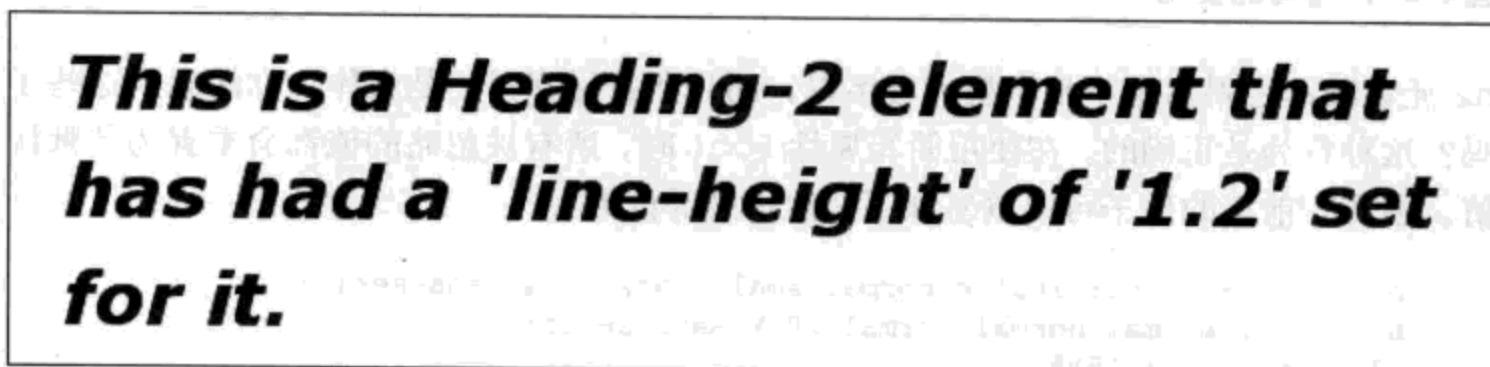 This is a Heading-2 element that
has had a 'line-height' of '1.2' set
for it.